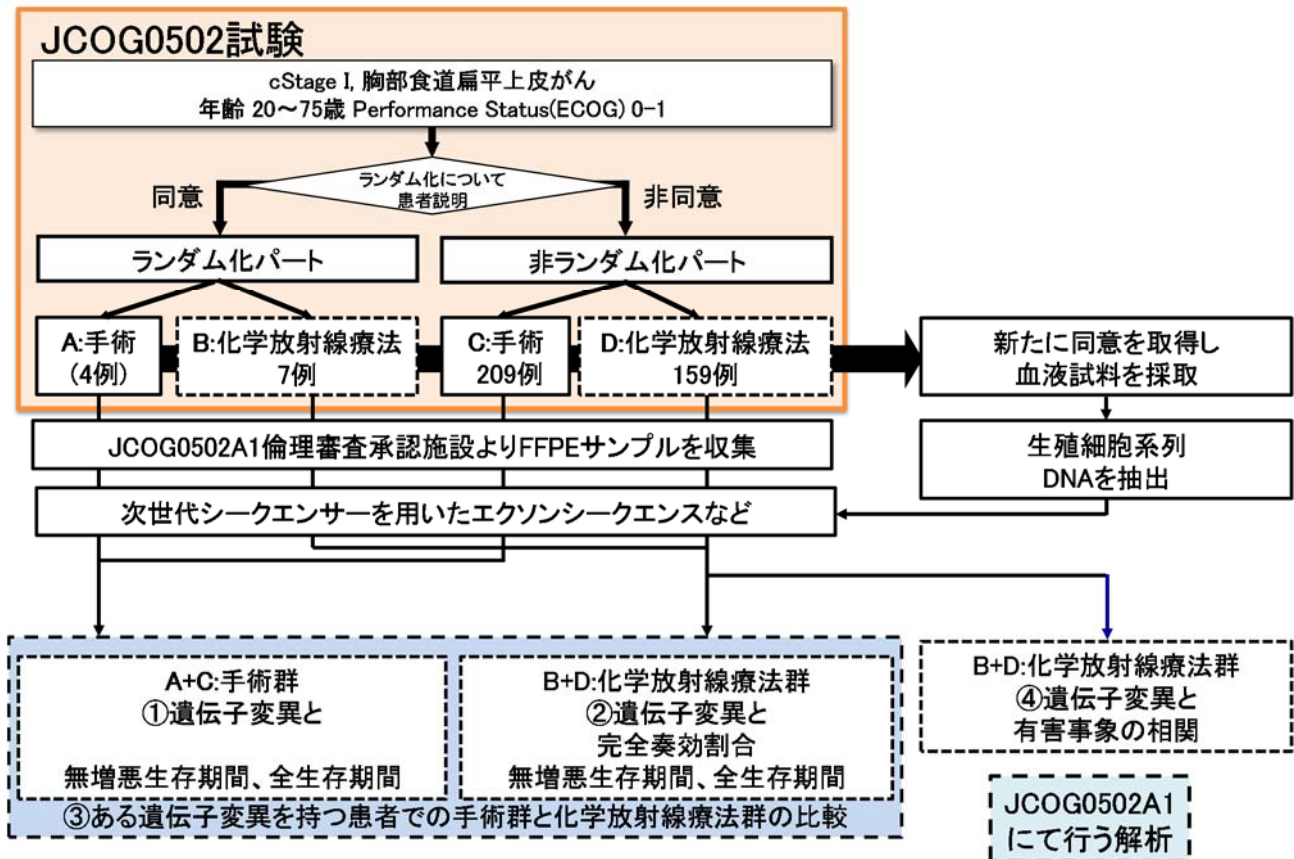 JCOG0502試験
cStage I, 胸部食道扁平上皮がん
年齢 20～75歳 Performance Status(ECOG) 0-1
ランダム化について
患者説明
同意
非同意
ランダム化パート
非ランダム化パート
A:手術
(4例)
B:化学放射線療法
7例
C:手術
209例
D:化学放射線療法
159例
新たに同意を取得し
血液試料を採取
JCOG0502A1倫理審査承認施設よりFFPEサンプルを収集
生殖細胞系列
DNAを抽出
次世代シークエンサーを用いたエクソンシークエンスなど
A+C:手術群
①遺伝子変異と
無増悪生存期間、全生存期間
B+D:化学放射線療法群
②遺伝子変異と
完全奏効割合
無増悪生存期間、全生存期間
③ある遺伝子変異を持つ患者での手術群と化学放射線療法群の比較
B+D:化学放射線療法群
④遺伝子変異と
有害事象の相関
JCOG0502A1
にて行う解析